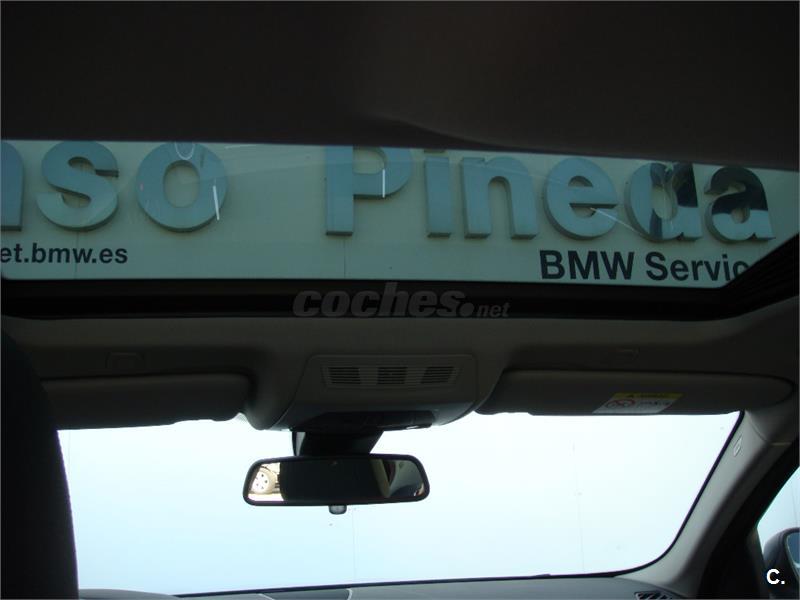 nso Pineda
et.bmw.es
BMW Servic
coches.net
C.